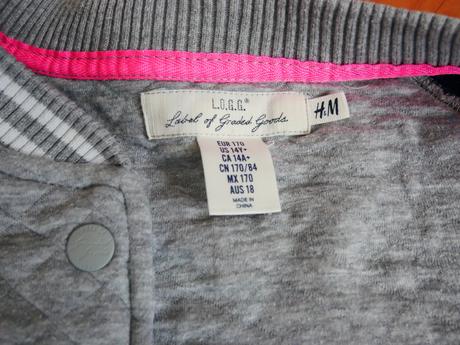 L.O.G.G.®
Label of Graded Goods
H&M
EUR 170
US 14Y+
CA 14A+
CN 170/84
MX 170
AUS 18
MADE IN
CHINA